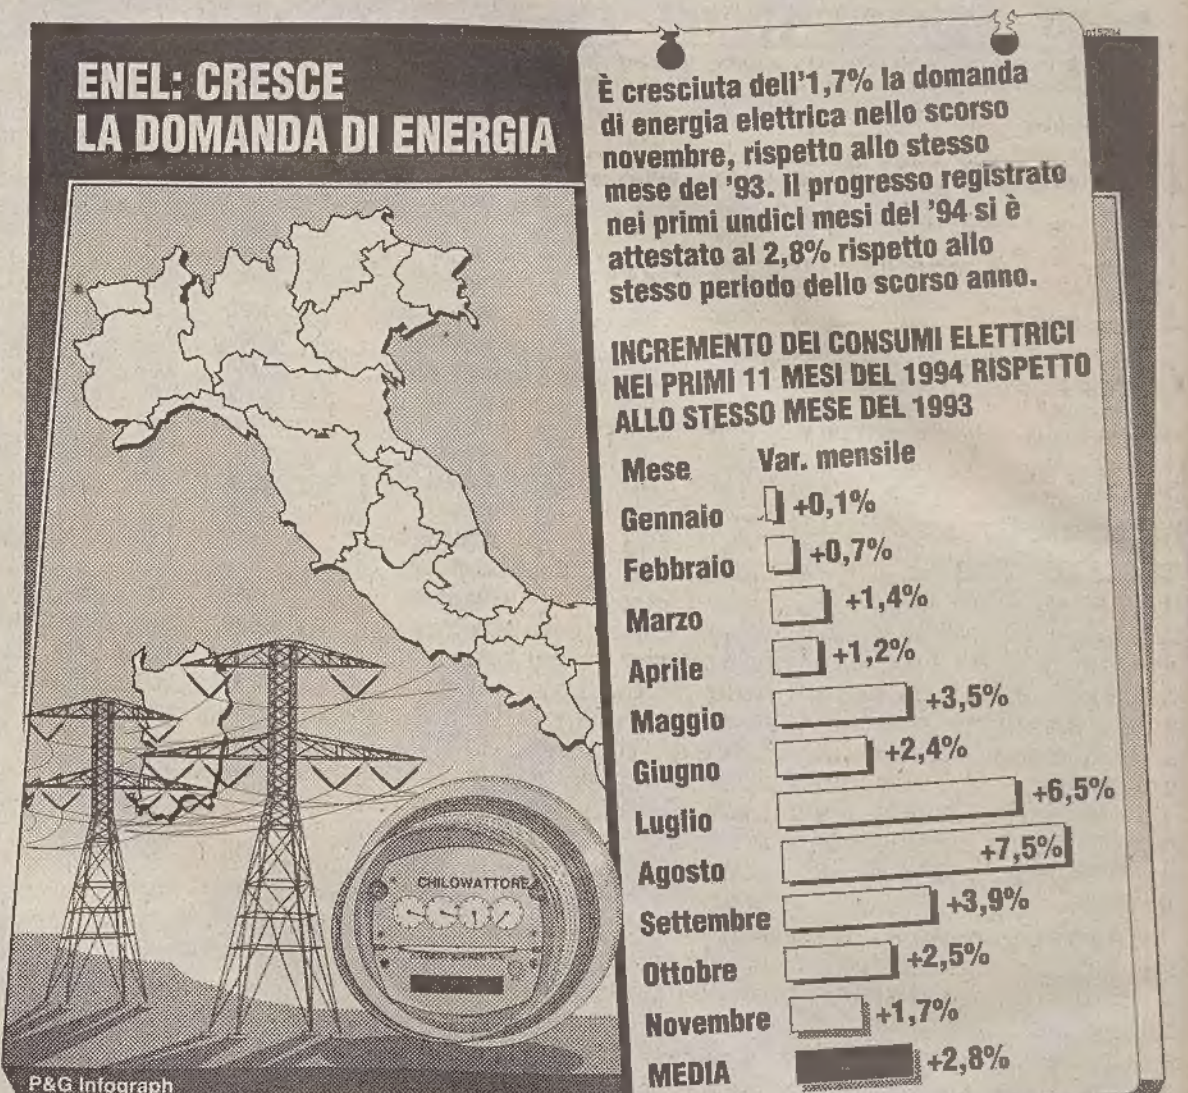 ENEL: CRESCE
LA DOMANDA DI ENERGIA
È cresciuta dell'1,7% la domanda
di energia elettrica nello scorso
novembre, rispetto allo stesso
mese del '93. Il progresso registrato
nei primi undici mesi del '94 si è
attestato al 2,8% rispetto allo
stesso periodo dello scorso anno.
INCREMENTO DEI CONSUMI ELETTRICI
NEI PRIMI 11 MESI DEL 1994 RISPETTO
ALLO STESSO MESE DEL 1993
Mese Var. mensile
Gennaio +0,1%
Febbraio +0,7%
Marzo +1,4%
Aprile +1,2%
Maggio +3,5%
Giugno +2,4%
Luglio +6,5%
Agosto +7,5%
Settembre +3,9%
Ottobre +2,5%
Novembre +1,7%
MEDIA +2,8%
CHILOWATTORE
P&G Infograph